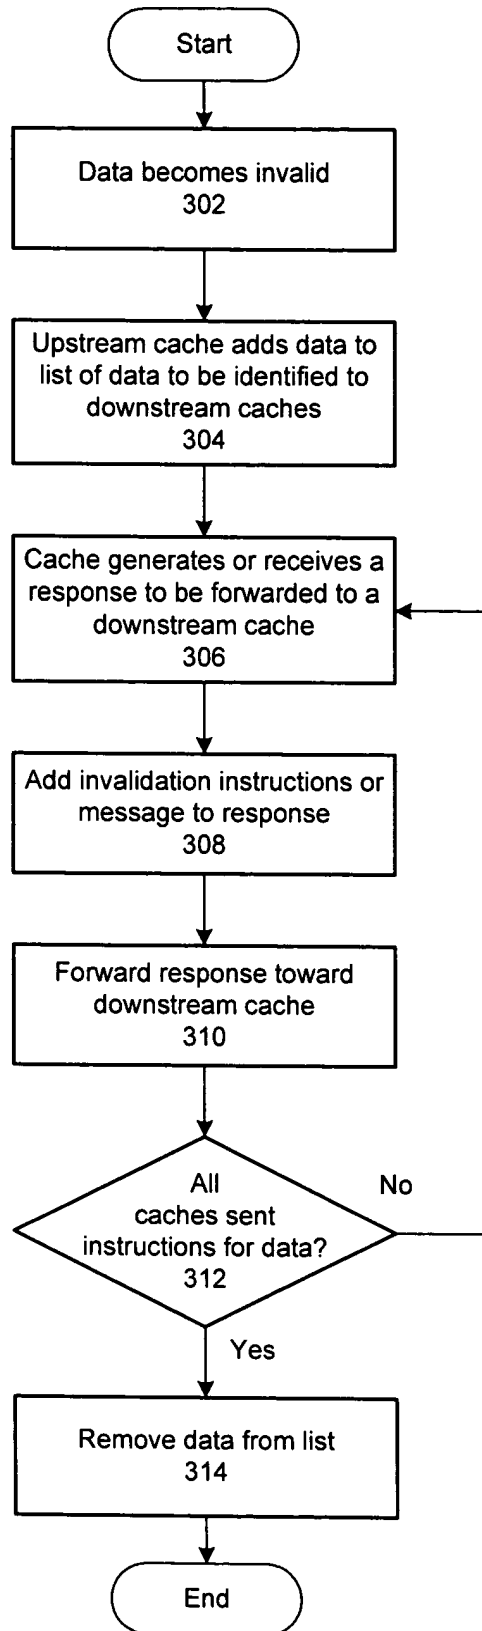 Start
Data becomes invalid
302
Upstream cache adds data to
list of data to be identified to
downstream caches
304
Cache generates or receives a
response to be forwarded to a
downstream cache
306
Add invalidation instructions or
message to response
308
Forward response toward
downstream cache
310
All
caches sent
instructions for data?
312
No
Yes
Remove data from list
314
End